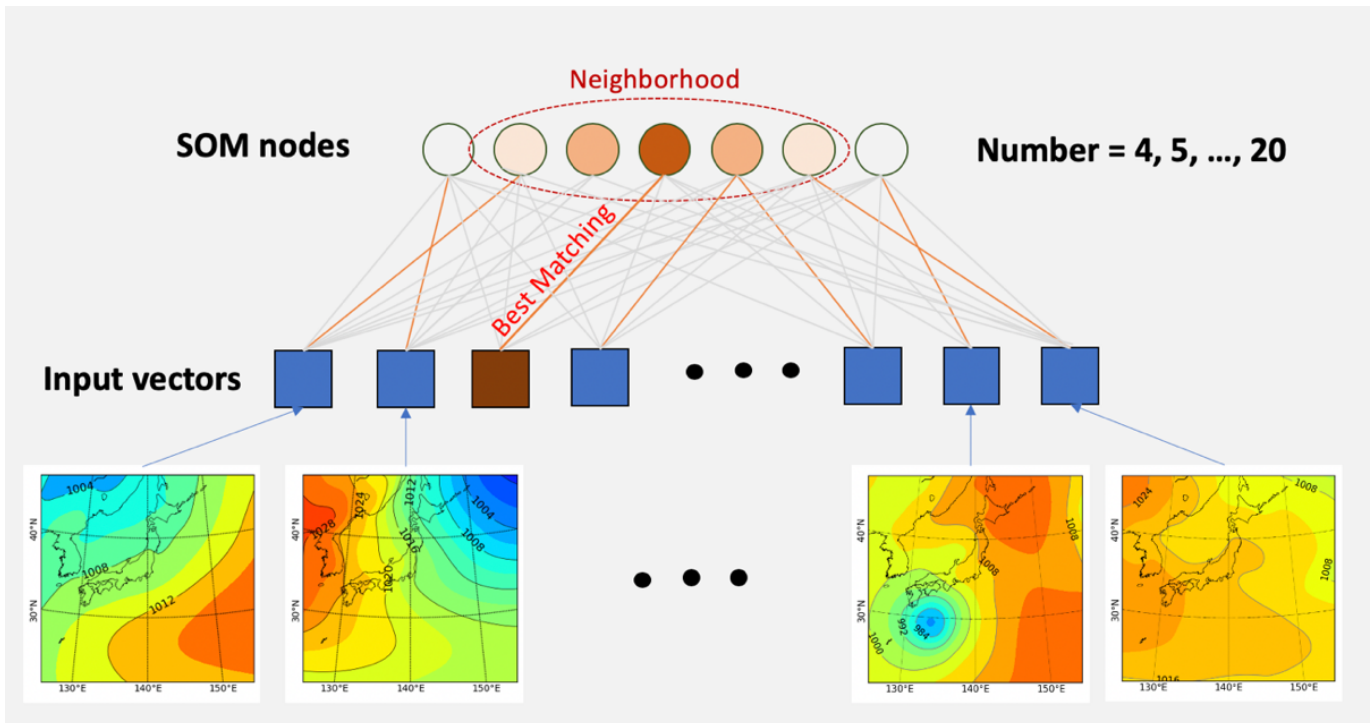 Neighborhood
SOM nodes
Number = 4, 5, ..., 20
Best Matching
Input vectors
1004
1008
1012
40°N
30°N
130°E
140°E
150°E
1028
1024
1012
1004
1016
1008
1020
40°N
30°N
130°E
140°E
150°E
1008
1008
992
984
1000
40°N
30°N
130°E
140°E
150°E
1024
1008
1008
1016
40°N
30°N
130°E
140°E
150°E